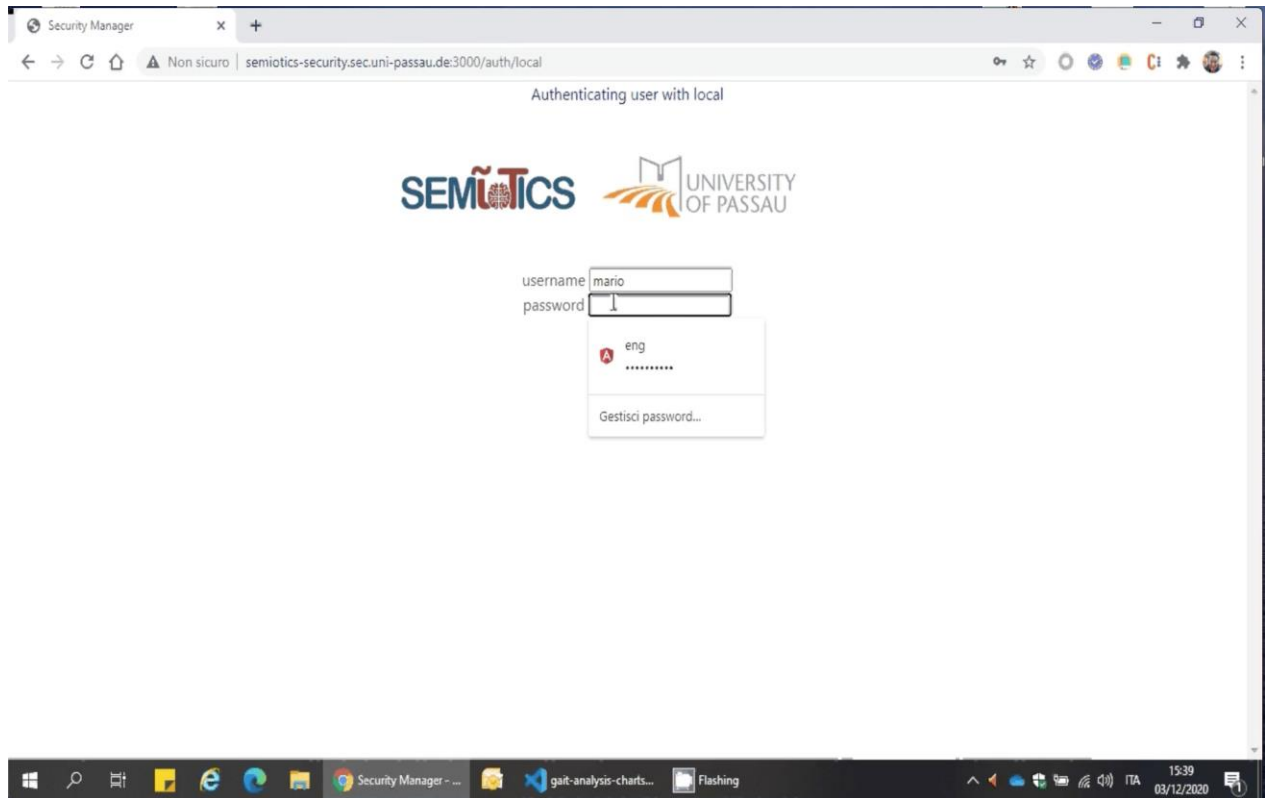 Security Manager
Non sicuro semiotics-security.sec.uni-passau.de:3000/auth/local
Authenticating user with local
SEMIoTICS
UNIVERSITY
OF PASSAU
username mario
password
eng
••••••••••
Gestisci password...
Security Manager - ... gait-analysis-charts... Flashing
ITA
15:39
03/12/2020